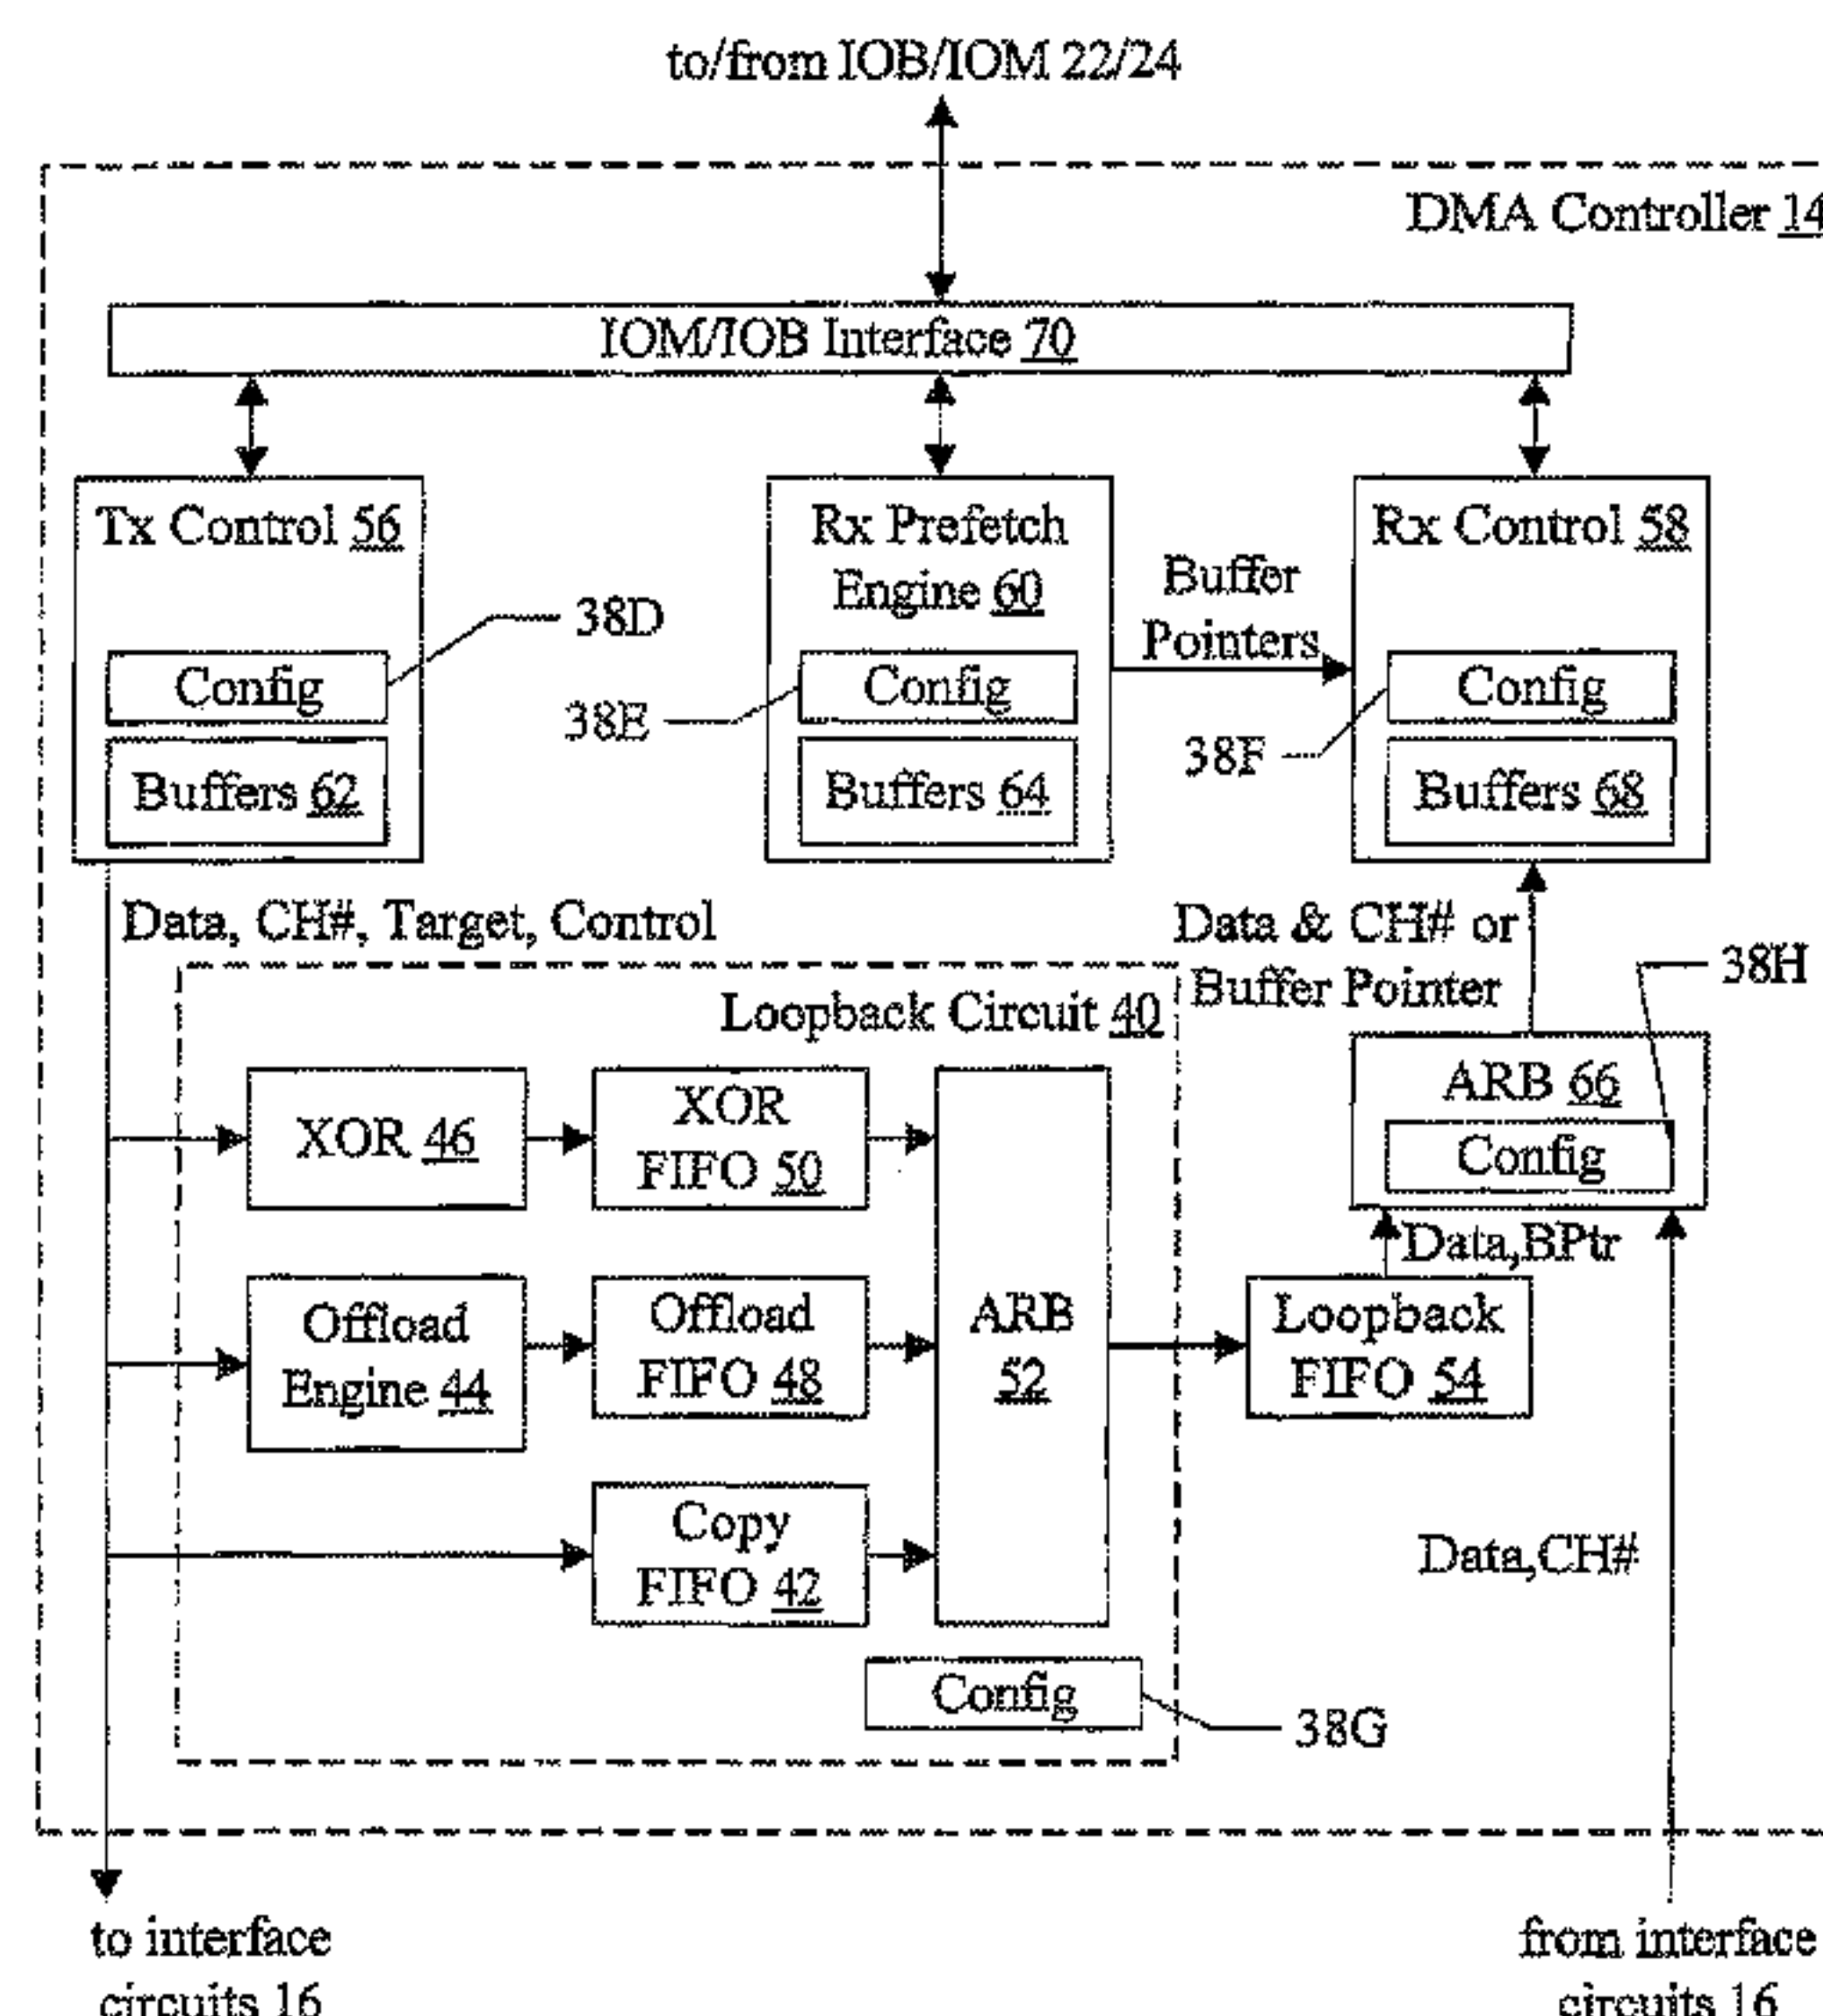 to/from IOB/IOM 22/24
DMA Controller 14
IOM/IOB Interface 70
Tx Control 56
Config
Buffers 62
38D
Rx Prefetch
Engine 60
Config
Buffers 64
38E
Buffer
Pointers
Rx Control 58
Config
Buffers 68
38F
Data, CH#, Target, Control
Data & CH# or
Buffer Pointer
38H
Loopback Circuit 40
ARB 66
Config
XOR 46
XOR
FIFO 50
Data,BPtr
Offload
Engine 44
Offload
FIFO 48
ARB
52
Loopback
FIFO 54
Copy
FIFO 42
Data,CH#
Config
38G
to interface
circuits 16
from interface
circuits 16